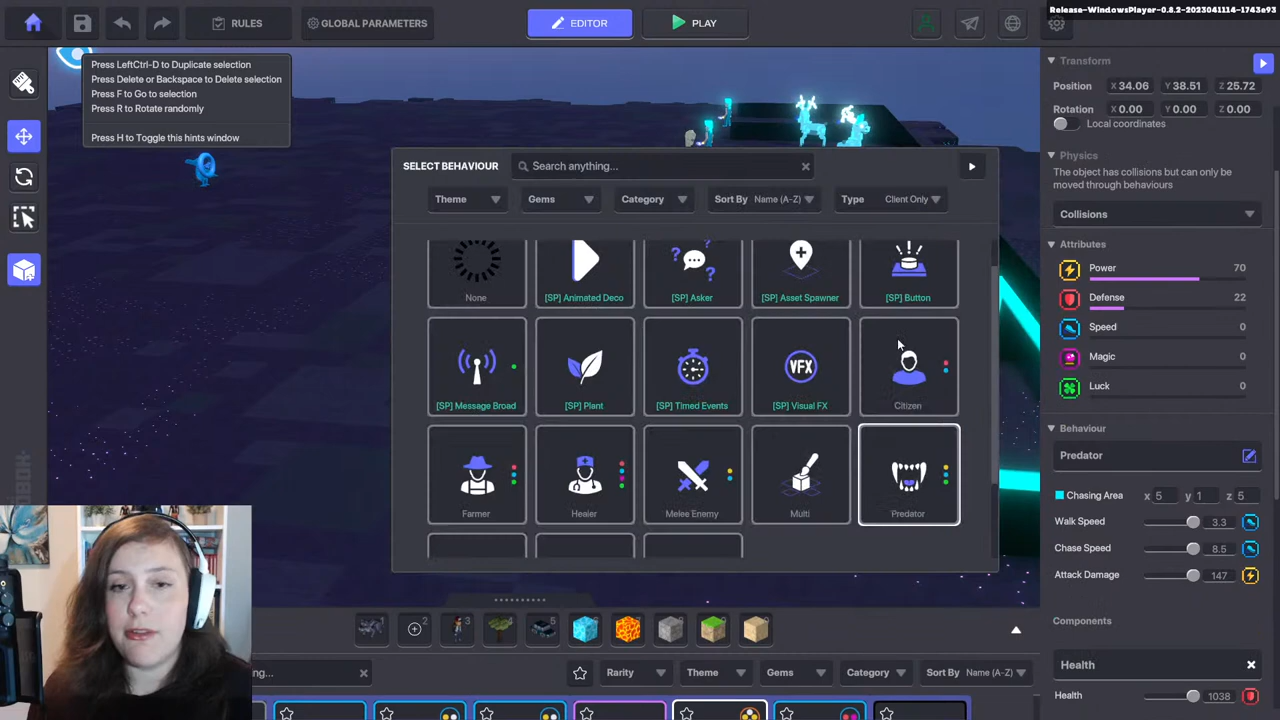 RULES
GLOBAL PARAMETERS
EDITOR
PLAY
Release-WindowsPlayer-0.8.2-2023041114-1743e93
Press LeftCtrl-D to Duplicate selection
Press Delete or Backspace to Delete selection
Press F to Go to selection
Press R to Rotate randomly
Press H to Toggle this hints window
SELECT BEHAVIOUR
Search anything...
Theme
Gems
Category
Sort By Name (A-Z)
Type Client Only
None
[SP] Animated Deco
[SP] Asker
[SP] Asset Spawner
[SP] Button
[SP] Message Broad
[SP] Plant
[SP] Timed Events
VFX
[SP] Visual FX
Citizen
Farmer
Healer
Melee Enemy
Multi
Predator
Transform
Position X 34.06 Y 38.51 Z 25.72
Rotation X 0.00 Y 0.00 Z 0.00
Local coordinates
Physics
The object has collisions but can only
be moved through behaviours
Collisions
Attributes
Power 70
Defense 22
Speed 0
Magic 0
Luck 0
Behaviour
Predator
Chasing Area x 5 y 1 z 5
Walk Speed 3.3
Chase Speed 8.5
Attack Damage 147
Components
Health
Health 1038
2
3
5
ng...
Rarity
Theme
Gems
Category
Sort By Name (A-Z)